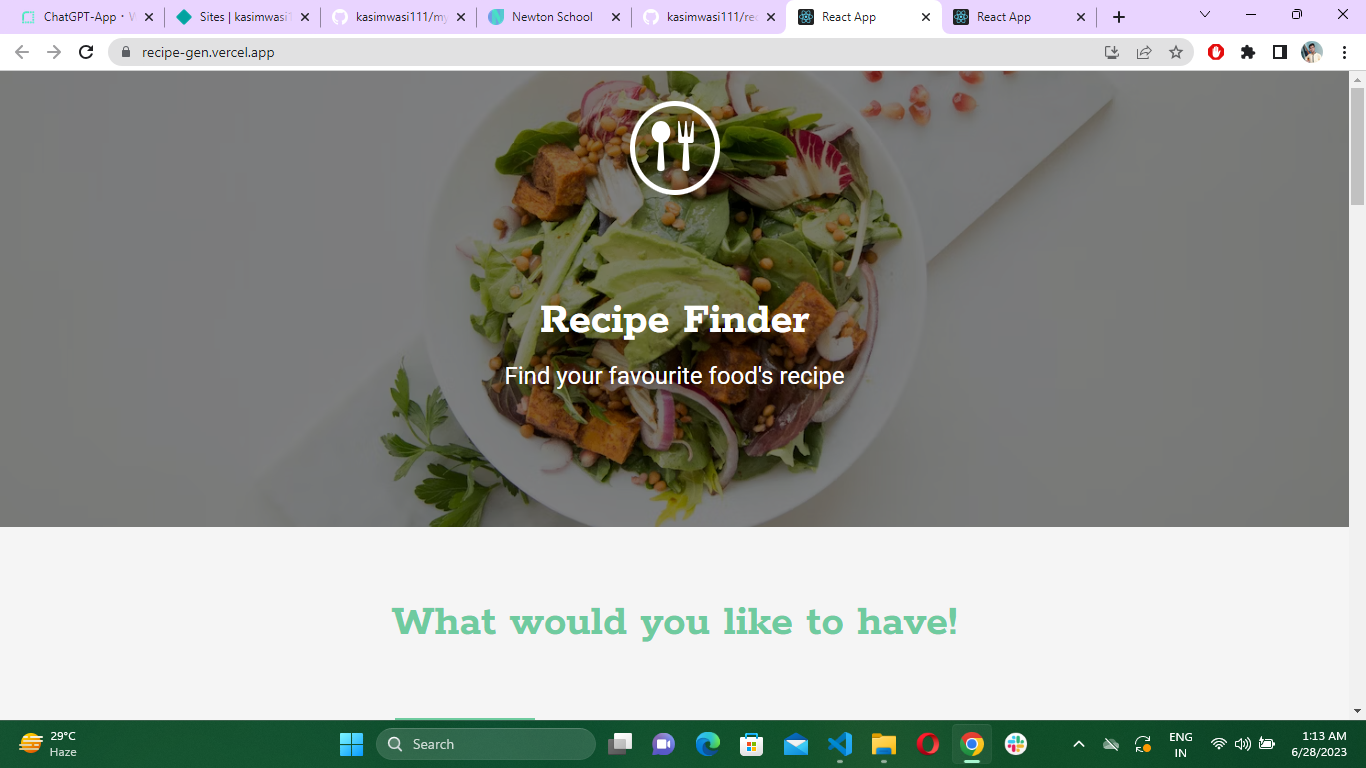 ChatGPT-App · V
Sites | kasimwasi1
kasimwasi111/my
Newton School
kasimwasi111/re
React App
React App
recipe-gen.vercel.app
Recipe Finder
Find your favourite food's recipe
What would you like to have!
29°C
Haze
Search
ENG
IN
1:13 AM
6/28/2023